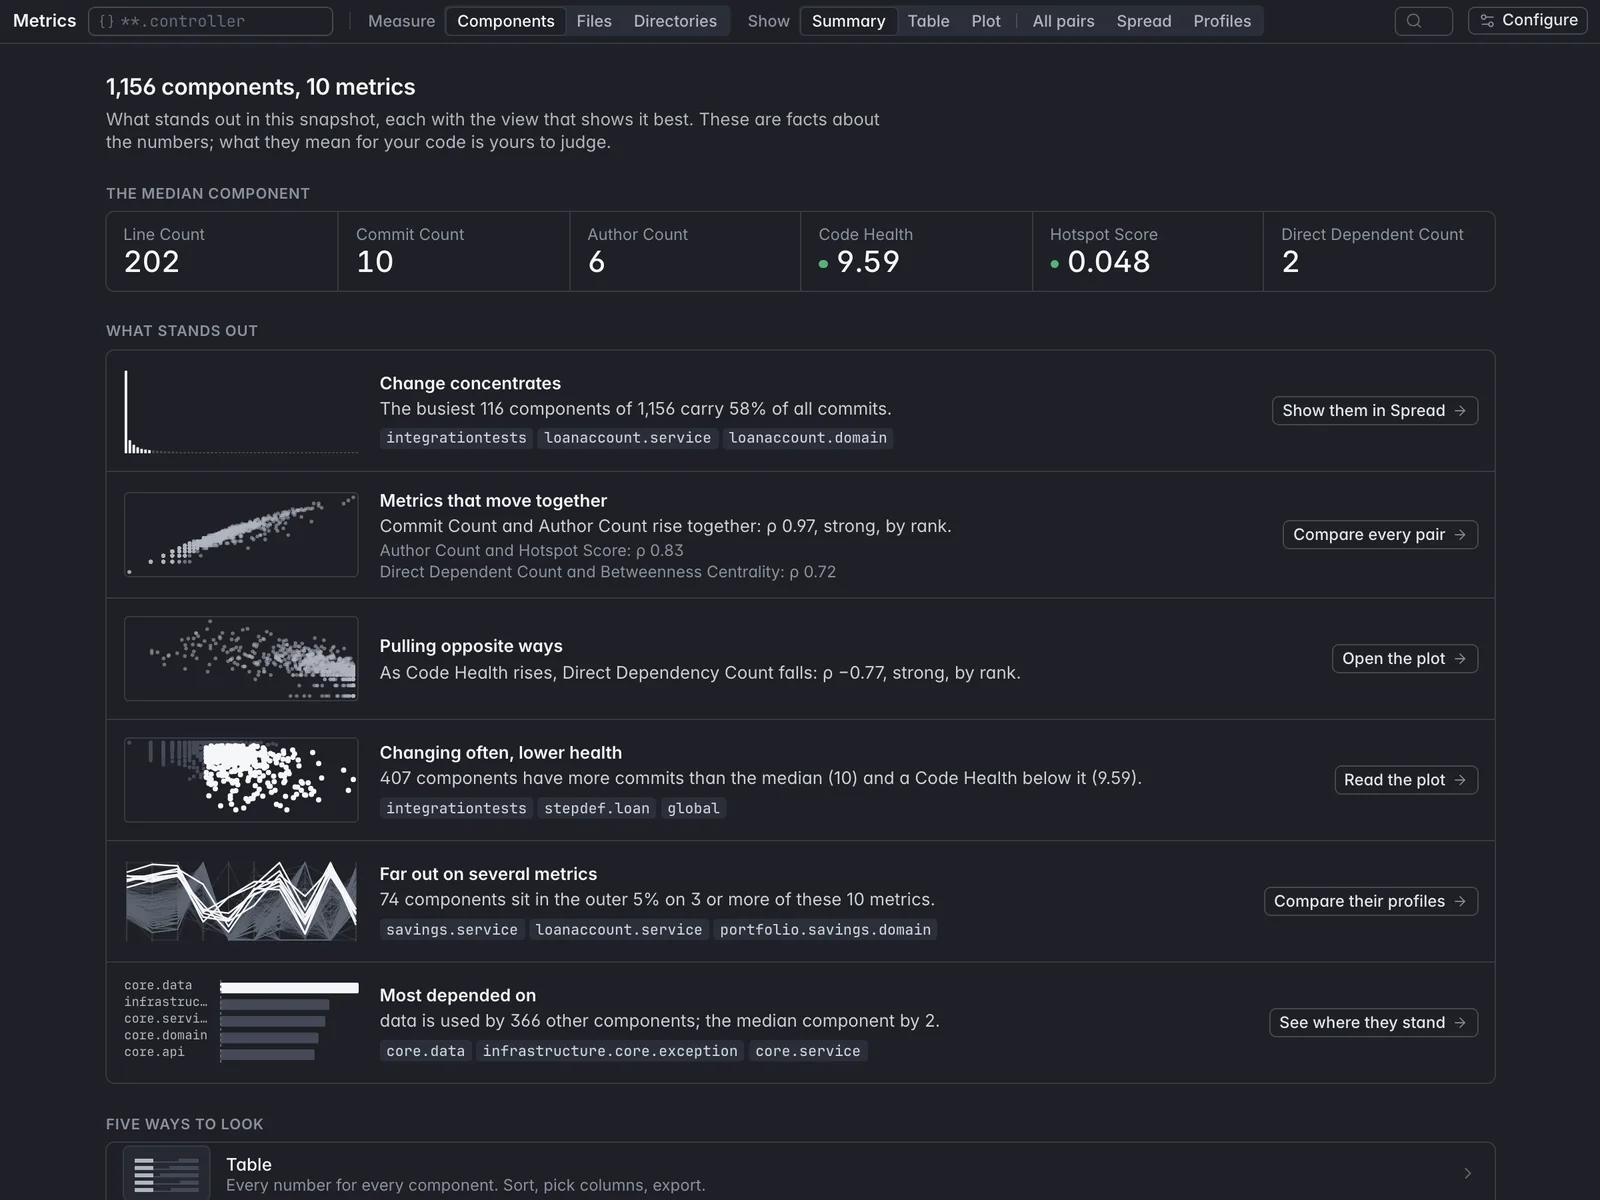 Metrics
{} **.controller
Measure
Components
Files
Directories
Show
Summary
Table
Plot
All pairs
Spread
Profiles
Configure
1,156 components, 10 metrics
What stands out in this snapshot, each with the view that shows it best. These are facts about
the numbers; what they mean for your code is yours to judge.
THE MEDIAN COMPONENT
Line Count
202
Commit Count
10
Author Count
6
Code Health
9.59
Hotspot Score
0.048
Direct Dependent Count
2
WHAT STANDS OUT
Change concentrates
The busiest 116 components of 1,156 carry 58% of all commits.
integrationtests loanaccount.service loanaccount.domain
Show them in Spread →
Metrics that move together
Commit Count and Author Count rise together: ρ 0.97, strong, by rank.
Author Count and Hotspot Score: ρ 0.83
Direct Dependent Count and Betweenness Centrality: ρ 0.72
Compare every pair →
Pulling opposite ways
As Code Health rises, Direct Dependency Count falls: ρ −0.77, strong, by rank.
Open the plot →
Changing often, lower health
407 components have more commits than the median (10) and a Code Health below it (9.59).
integrationtests stepdef.loan global
Read the plot →
Far out on several metrics
74 components sit in the outer 5% on 3 or more of these 10 metrics.
savings.service loanaccount.service portfolio.savings.domain
Compare their profiles →
core.data
infrastruc…
core.servi…
core.domain
core.api
Most depended on
data is used by 366 other components; the median component by 2.
core.data infrastructure.core.exception core.service
See where they stand →
FIVE WAYS TO LOOK
Table
Every number for every component. Sort, pick columns, export.